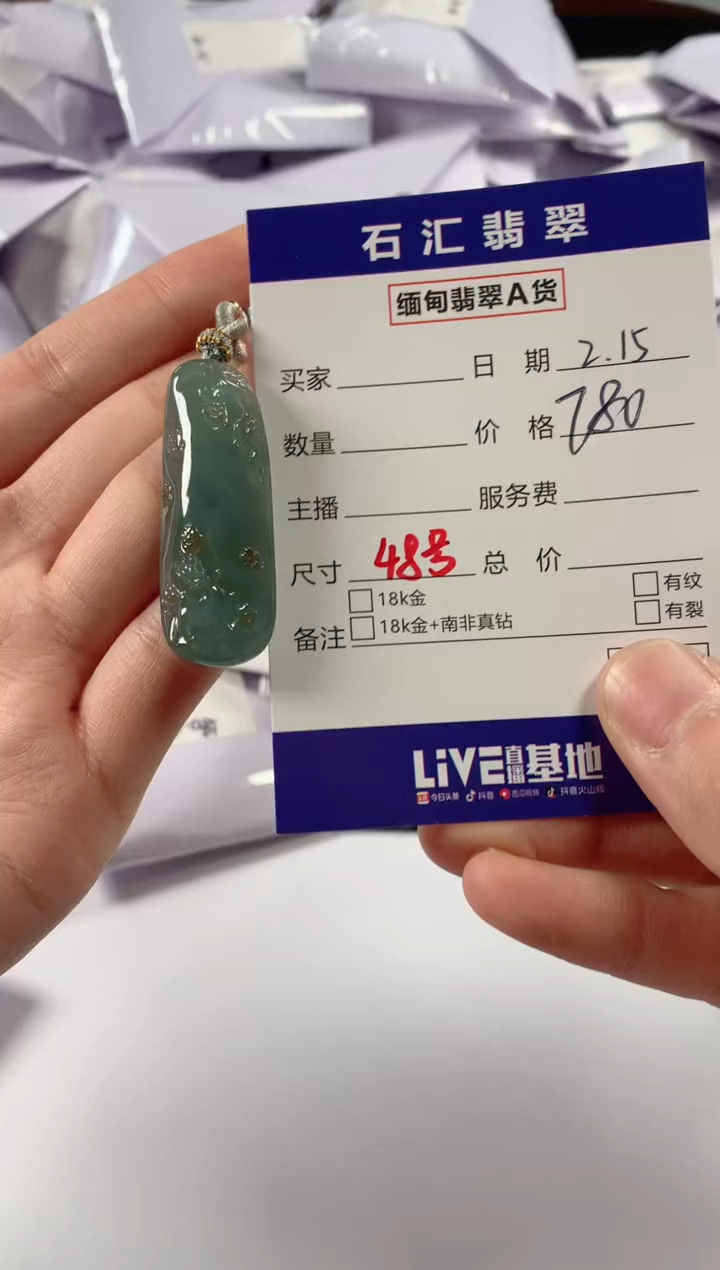 石汇翡翠
缅甸翡翠A货
买家 日期 2.15
数量 价格 780
主播 服务费
尺寸 48号 总价
18k金 有纹
备注 18k金+南非真钻 有裂
LiVE直播基地
今日头条 抖音 西瓜视频 抖音火山版